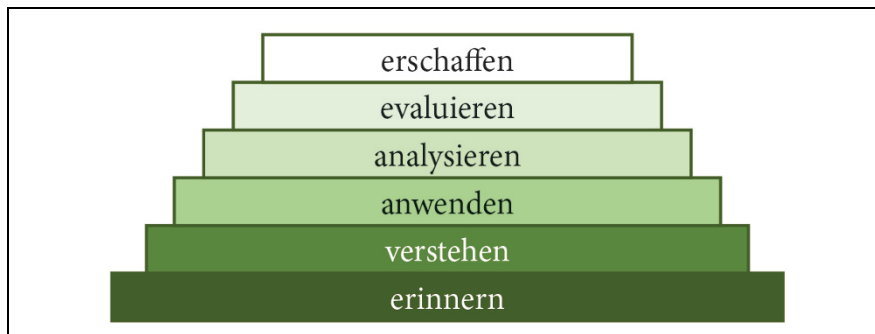 erschaffen
evaluieren
analysieren
anwenden
verstehen
erinnern